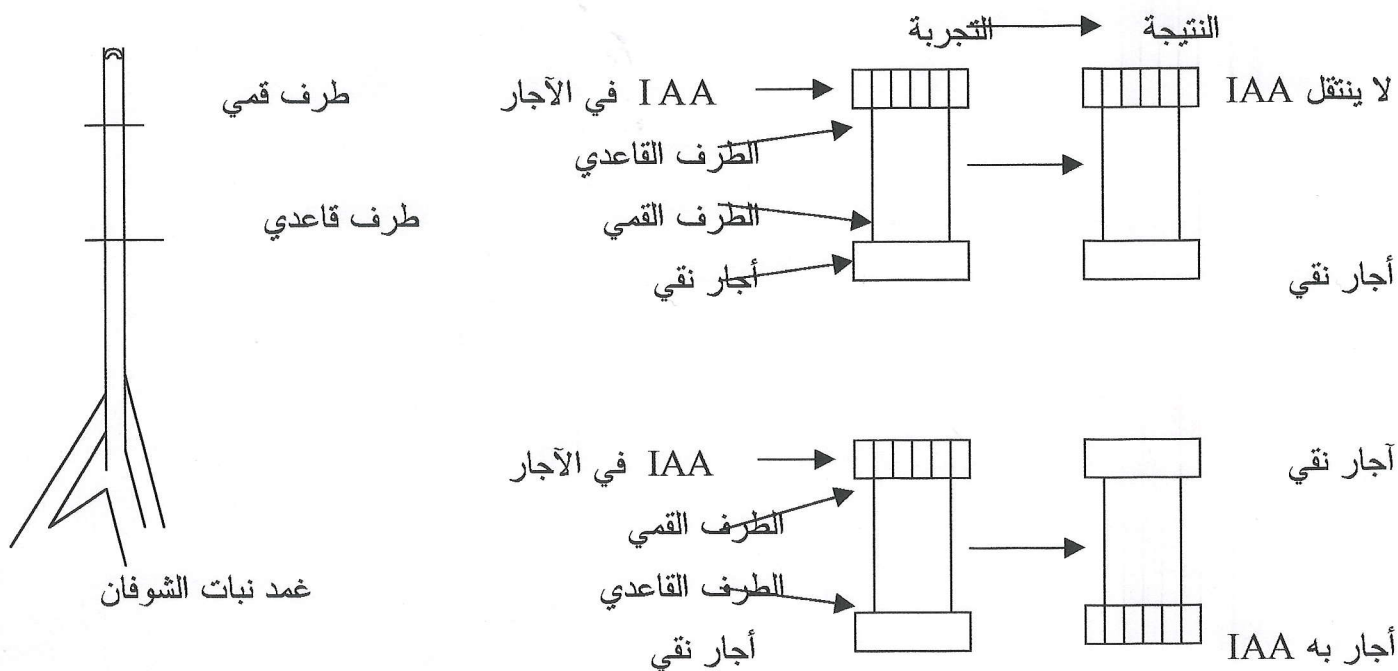 التجربة النتيجة
طرف قمي
IAA في الآجار
لا ينتقل IAA
الطرف القاعدي
طرف قاعدي
الطرف القمي
أجار نقي
أجار نقي
IAA في الآجار
آجار نقي
الطرف القمي
الطرف القاعدي
غمد نبات الشوفان
أجار نقي
أجار به IAA